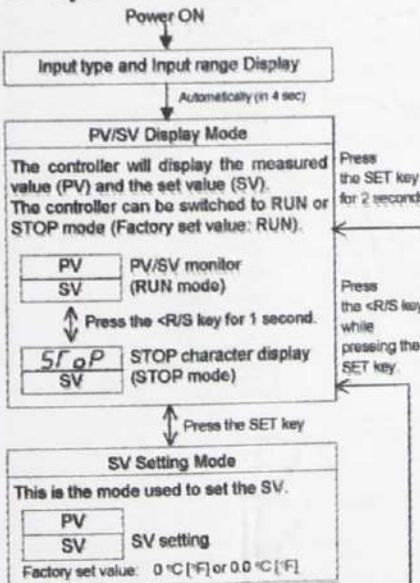 Power ON
Input type and Input range Display
Automatically (in 4 sec)
PV/SV Display Mode
The controller will display the measured
value (PV) and the set value (SV).
The controller can be switched to RUN or
STOP mode (Factory set value: RUN).
PV
SV
PV/SV monitor
(RUN mode)
Press the <R/S key for 1 second.
SToP
SV
STOP character display
(STOP mode)
Press
the SET key
for 2 second
Press
the <R/S key
while
pressing the
SET key.
Press the SET key
SV Setting Mode
This is the mode used to set the SV.
PV
SV
SV setting
Factory set value: 0 °C [°F] or 0.0 °C [°F]